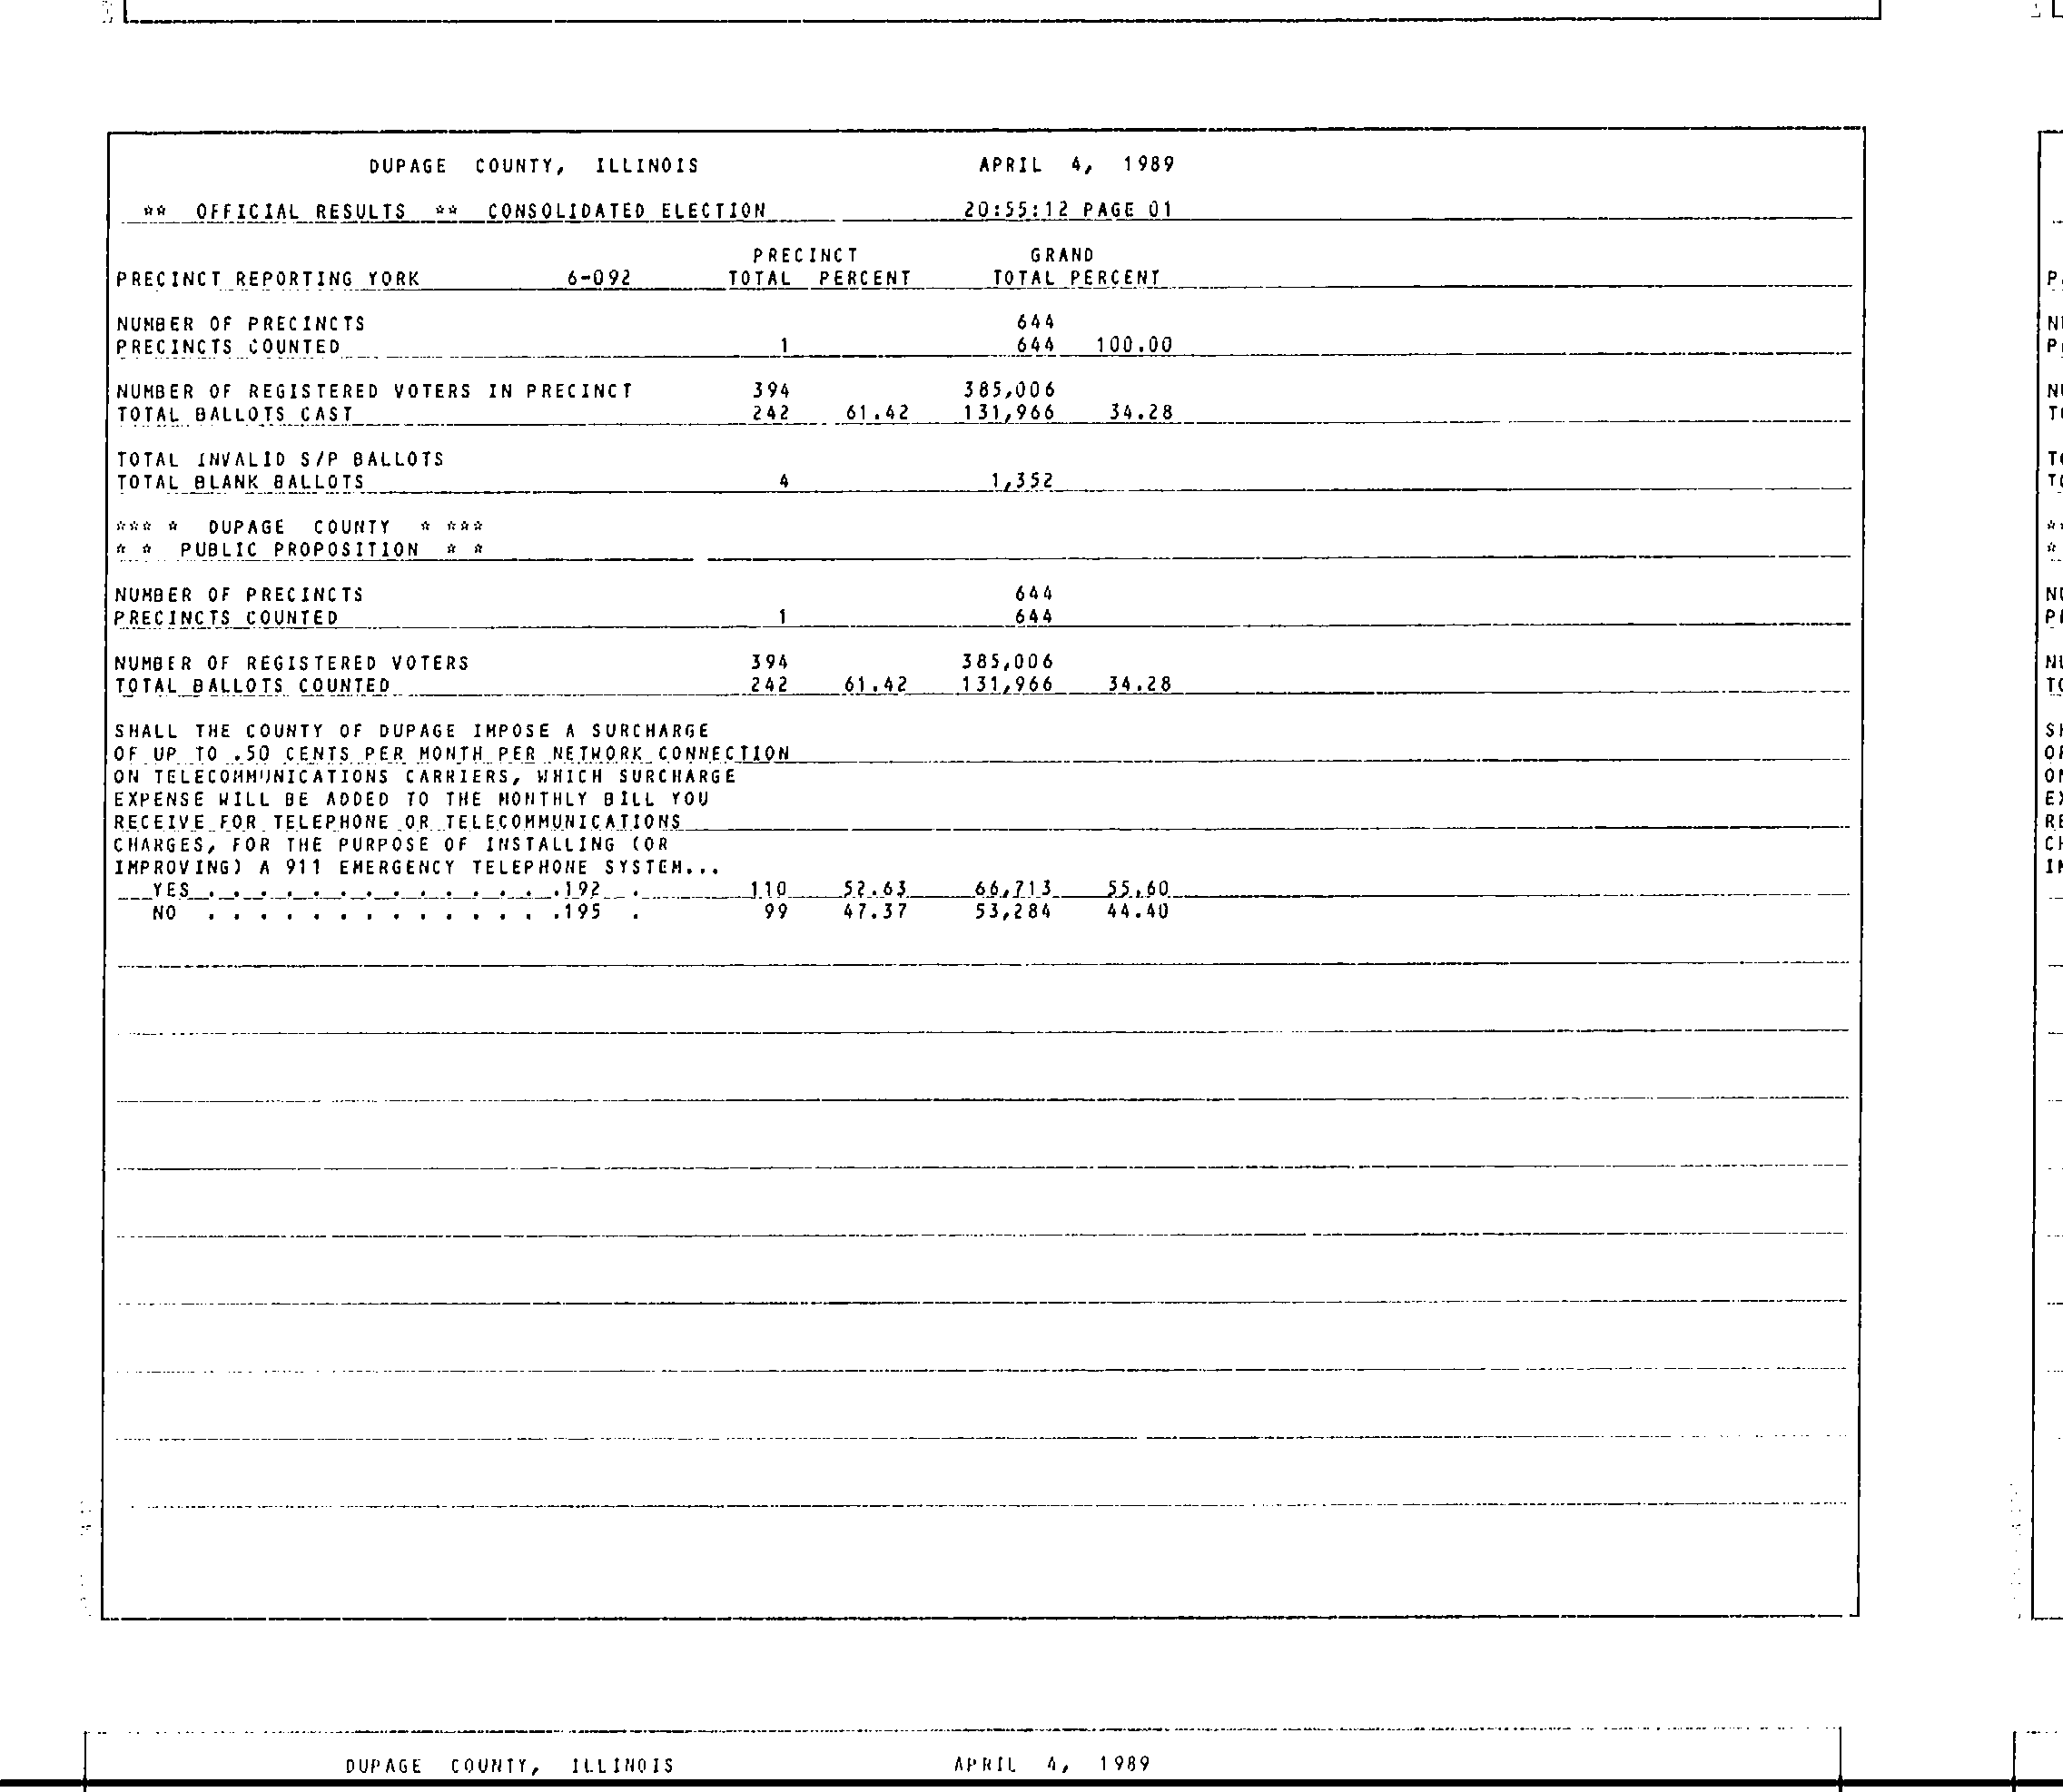 DUPAGE COUNTY, ILLINOIS APRIL 4, 1989
** OFFICIAL RESULTS ** CONSOLIDATED ELECTION 20:55:12 PAGE 01
PRECINCT GRAND
PRECINCT REPORTING YORK 6-092 TOTAL PERCENT TOTAL PERCENT
NUMBER OF PRECINCTS 644
PRECINCTS COUNTED 1 644 100.00
NUMBER OF REGISTERED VOTERS IN PRECINCT 394 385,006
TOTAL BALLOTS CAST 242 61.42 131,966 34.28
TOTAL INVALID S/P BALLOTS
TOTAL BLANK BALLOTS 4 1,352
*** * DUPAGE COUNTY * ***
* * PUBLIC PROPOSITION * *
NUMBER OF PRECINCTS 644
PRECINCTS COUNTED 1 644
NUMBER OF REGISTERED VOTERS 394 385,006
TOTAL BALLOTS COUNTED 242 61.42 131,966 34.28
SHALL THE COUNTY OF DUPAGE IMPOSE A SURCHARGE
OF UP TO .50 CENTS PER MONTH PER NETWORK CONNECTION
ON TELECOMMUNICATIONS CARRIERS, WHICH SURCHARGE
EXPENSE WILL BE ADDED TO THE MONTHLY BILL YOU
RECEIVE FOR TELEPHONE OR TELECOMMUNICATIONS
CHARGES, FOR THE PURPOSE OF INSTALLING (OR
IMPROVING) A 911 EMERGENCY TELEPHONE SYSTEM...
YES . . . . . . . . . . . . . .192 . 110 52.63 66,713 55.60
NO . . . . . . . . . . . . . .195 . 99 47.37 53,284 44.40
DUPAGE COUNTY, ILLINOIS APRIL 4, 1989